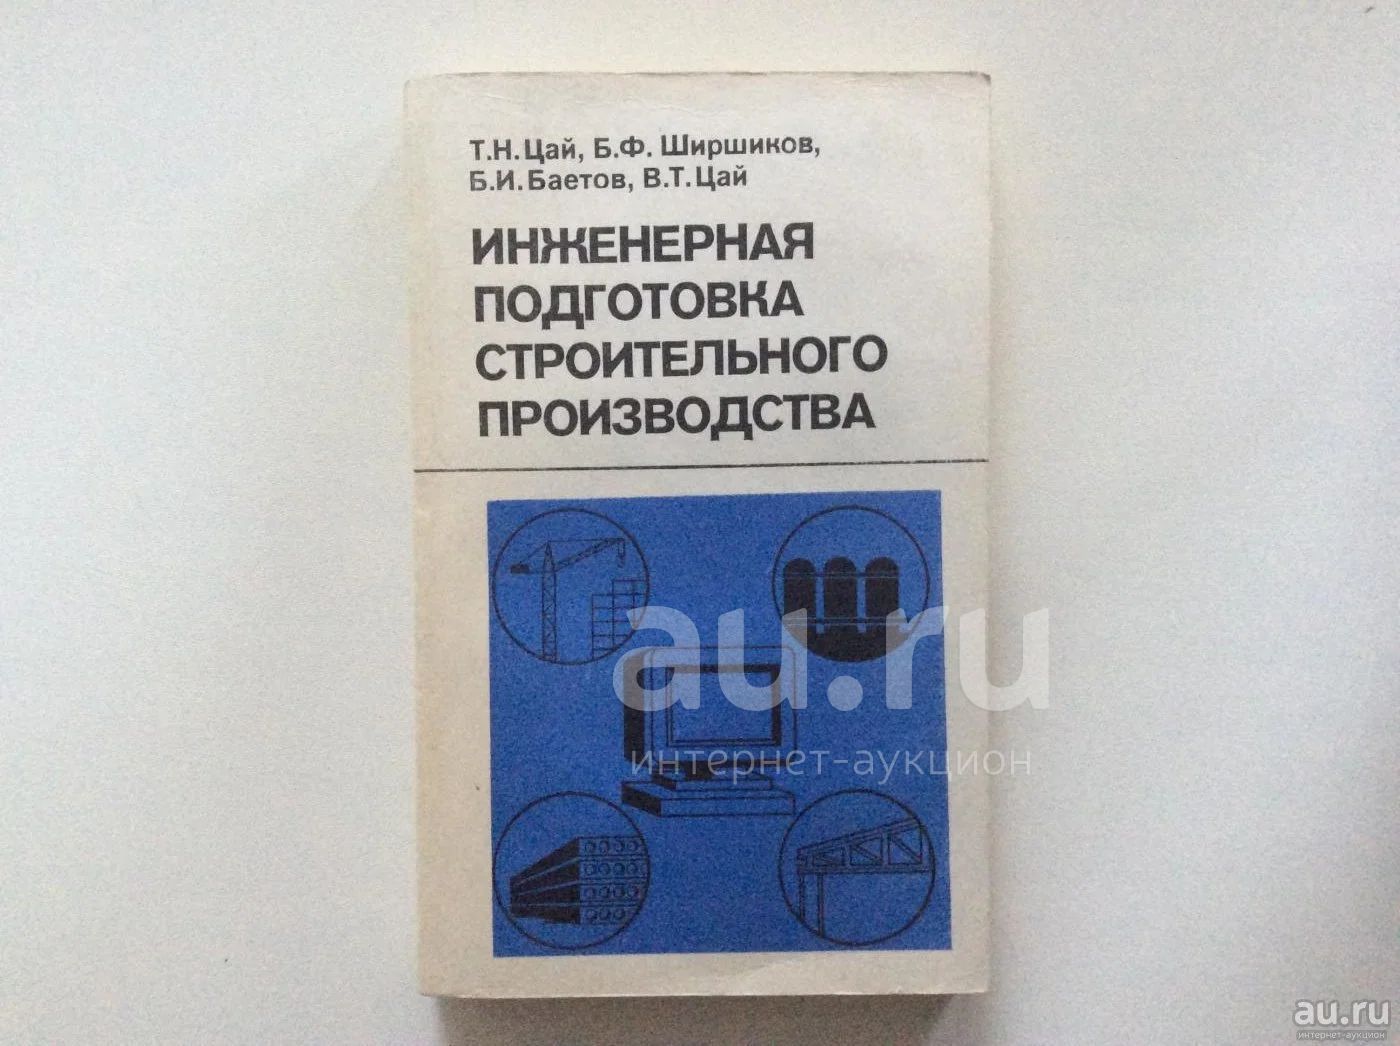 Т.Н.Цай, Б.Ф. Ширшиков,
Б.И.Баетов, В.Т.Цай
ИНЖЕНЕРНАЯ
ПОДГОТОВКА
СТРОИТЕЛЬНОГО
ПРОИЗВОДСТВА
au.ru
интернет-аукцион
au.ru
интернет-аукцион